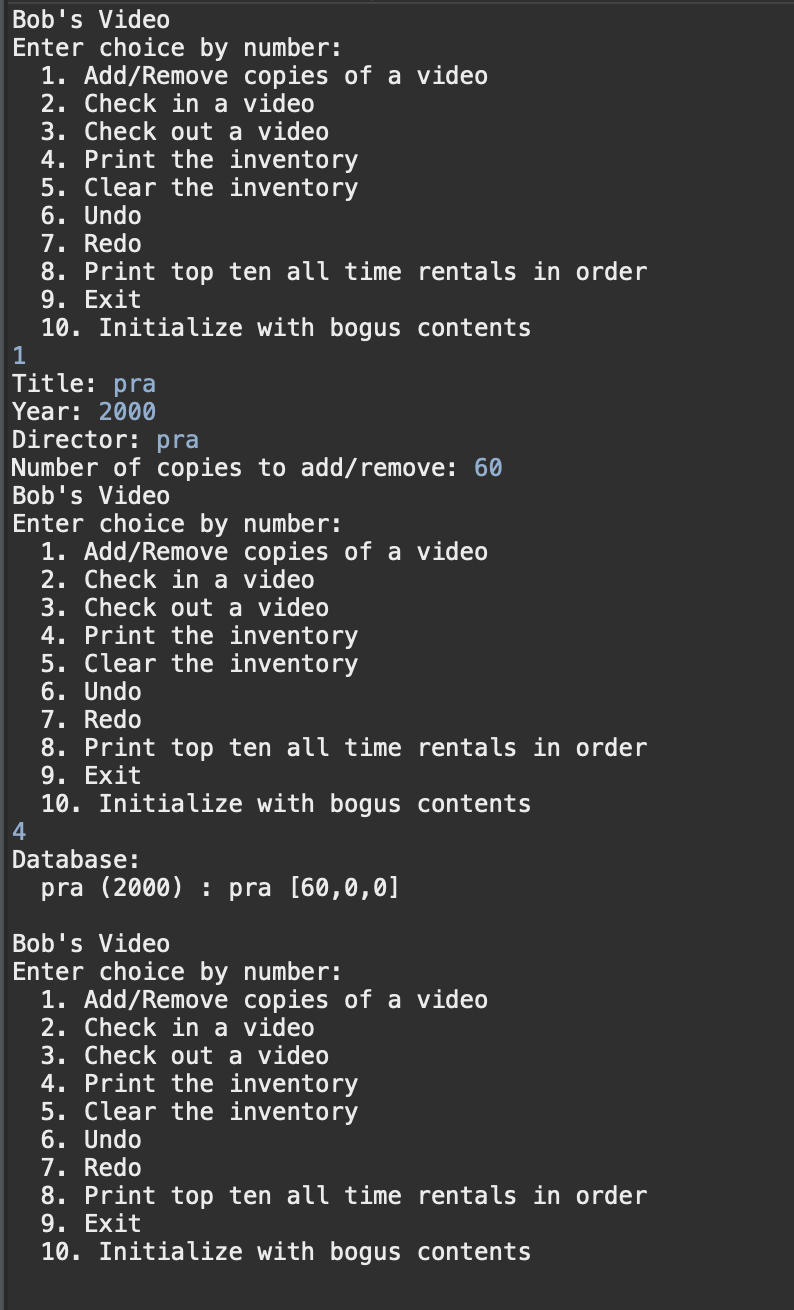 Bob's Video
Enter choice by number:
  1. Add/Remove copies of a video
  2. Check in a video
  3. Check out a video
  4. Print the inventory
  5. Clear the inventory
  6. Undo
  7. Redo
  8. Print top ten all time rentals in order
  9. Exit
  10. Initialize with bogus contents
1
Title: pra
Year: 2000
Director: pra
Number of copies to add/remove: 60
Bob's Video
Enter choice by number:
  1. Add/Remove copies of a video
  2. Check in a video
  3. Check out a video
  4. Print the inventory
  5. Clear the inventory
  6. Undo
  7. Redo
  8. Print top ten all time rentals in order
  9. Exit
  10. Initialize with bogus contents
4
Database:
  pra (2000) : pra [60,0,0]

Bob's Video
Enter choice by number:
  1. Add/Remove copies of a video
  2. Check in a video
  3. Check out a video
  4. Print the inventory
  5. Clear the inventory
  6. Undo
  7. Redo
  8. Print top ten all time rentals in order
  9. Exit
  10. Initialize with bogus contents